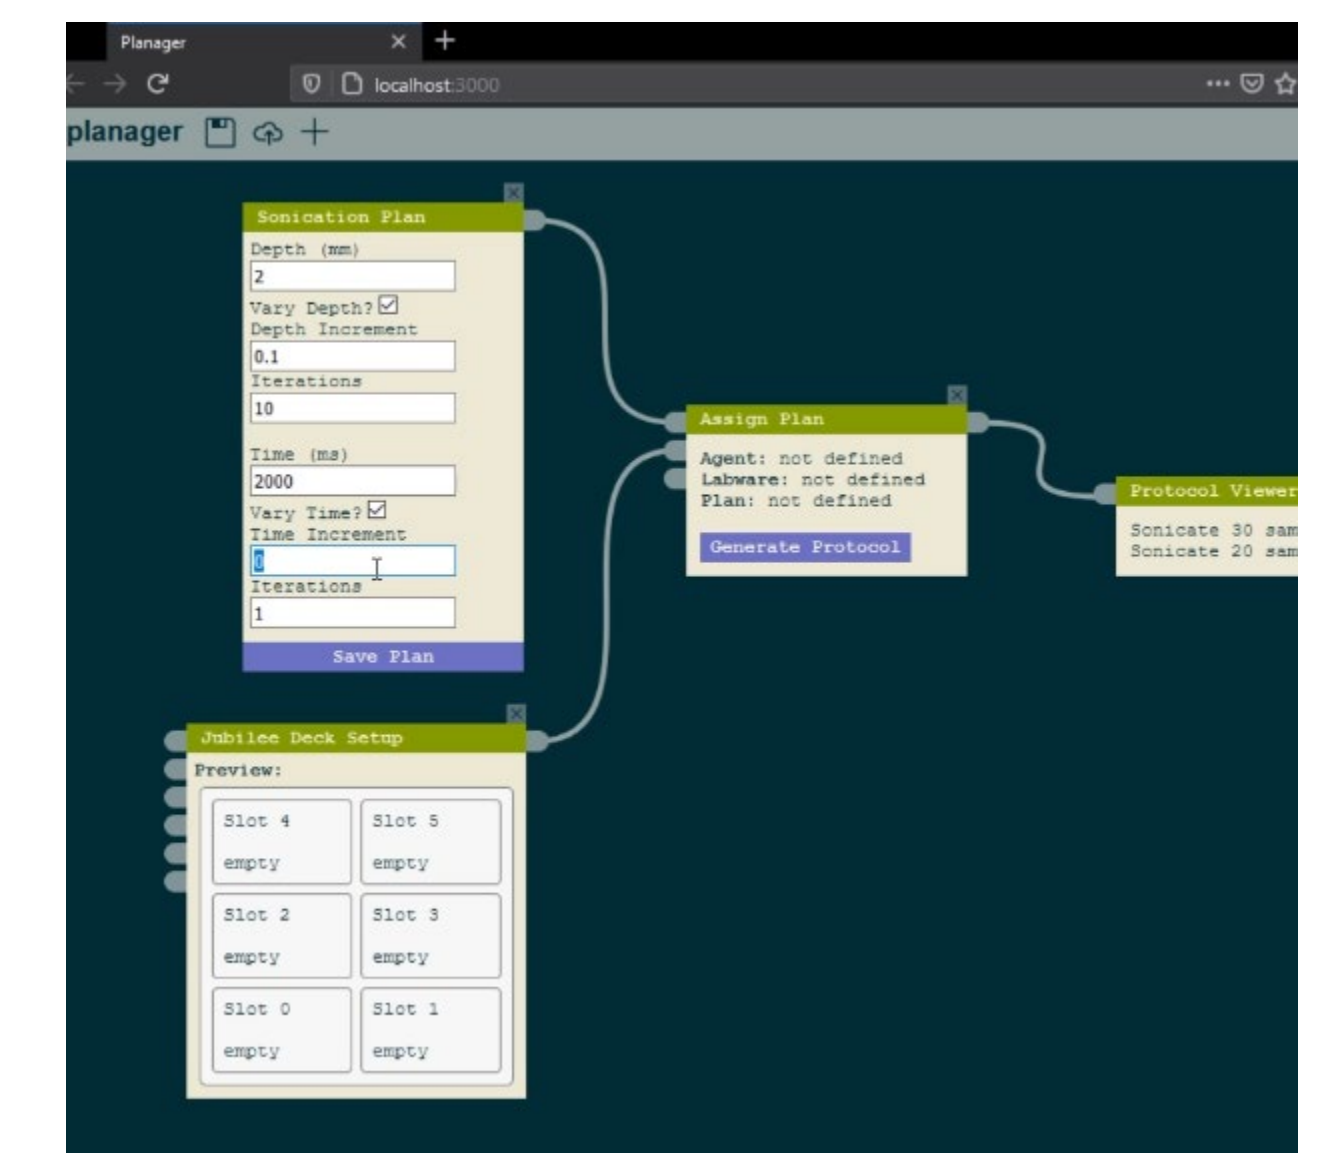 Planager
localhost:3000
planager
Sonication Plan
Depth (mm)
2
Vary Depth?
Depth Increment
0.1
Iterations
10
Time (ms)
2000
Vary Time?
Time Increment
0
Iterations
1
Save Plan
Assign Plan
Agent: not defined
Labware: not defined
Plan: not defined
Generate Protocol
Protocol Viewer
Sonicate 30 sam
Sonicate 20 sam
Jubilee Deck Setup
Preview:
Slot 4 Slot 5
empty empty
Slot 2 Slot 3
empty empty
Slot 0 Slot 1
empty empty